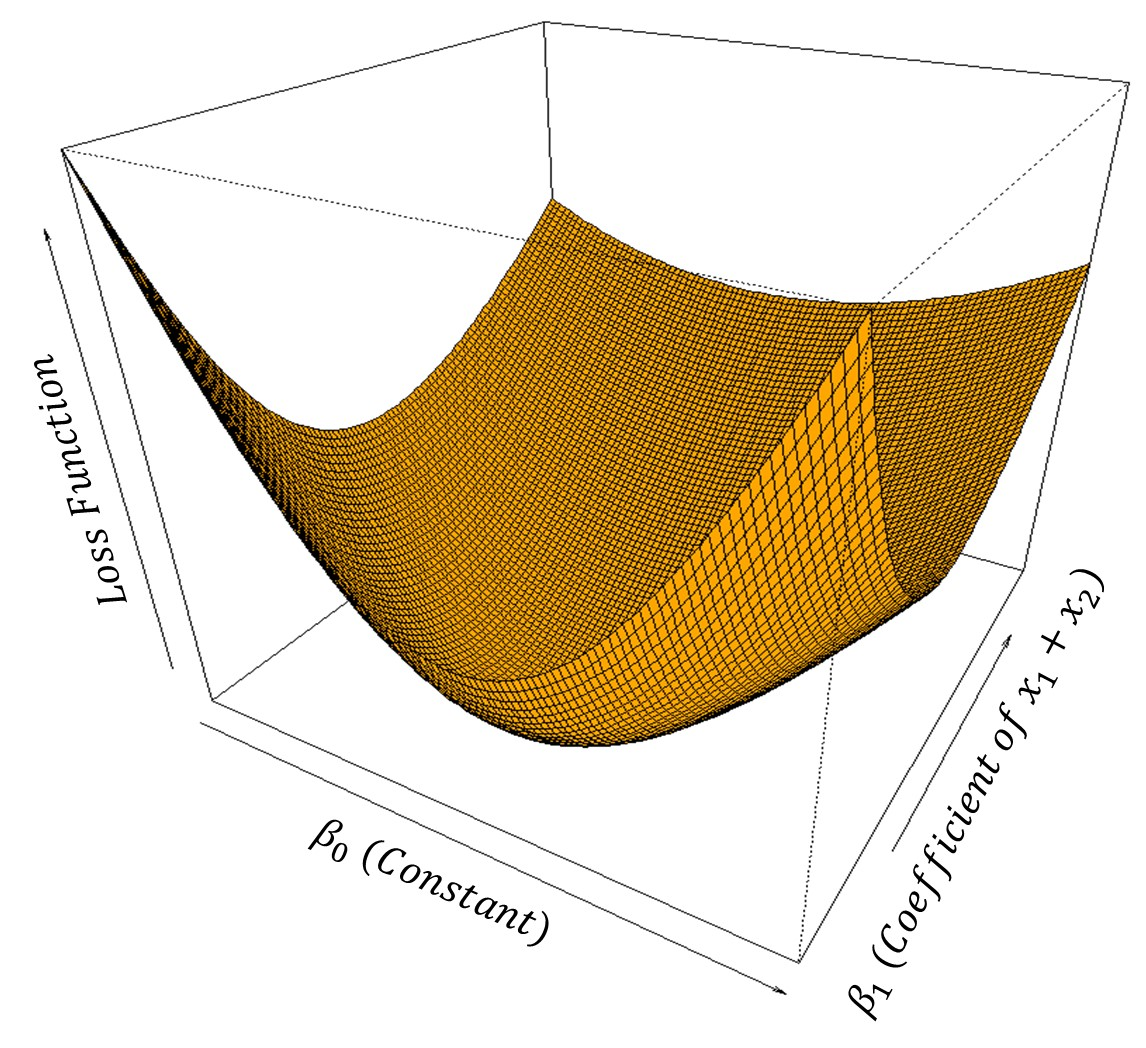 Loss Function
β₀ (Constant)
β₁ (Coefficient of x₁ + x₂)